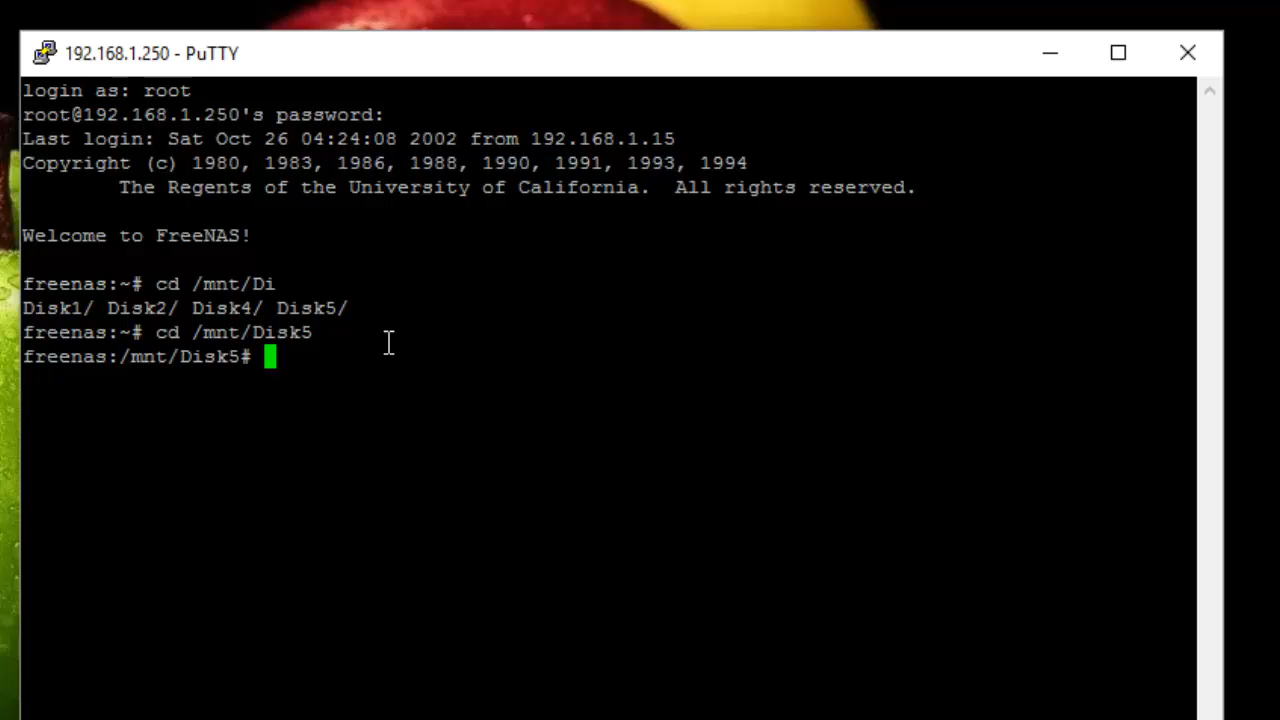 192.168.1.250 - PuTTY
login as: root
root@192.168.1.250's password:
Last login: Sat Oct 26 04:24:08 2002 from 192.168.1.15
Copyright (c) 1980, 1983, 1986, 1988, 1990, 1991, 1993, 1994
        The Regents of the University of California.  All rights reserved.
Welcome to FreeNAS!
freenas:~# cd /mnt/Di
Disk1/ Disk2/ Disk4/ Disk5/
freenas:~# cd /mnt/Disk5
freenas:/mnt/Disk5#